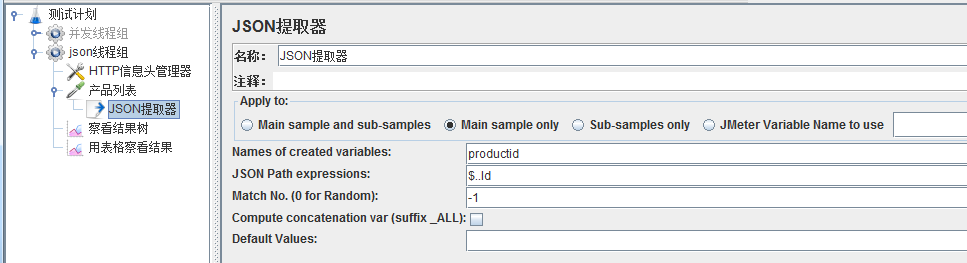 测试计划
并发线程组
json线程组
HTTP信息头管理器
产品列表
JSON提取器
察看结果树
用表格察看结果
JSON提取器
名称: JSON提取器
注释:
Apply to:
Main sample and sub-samples Main sample only Sub-samples only JMeter Variable Name to use
Names of created variables: productid
JSON Path expressions: $..Id
Match No. (0 for Random): -1
Compute concatenation var (suffix _ALL):
Default Values: